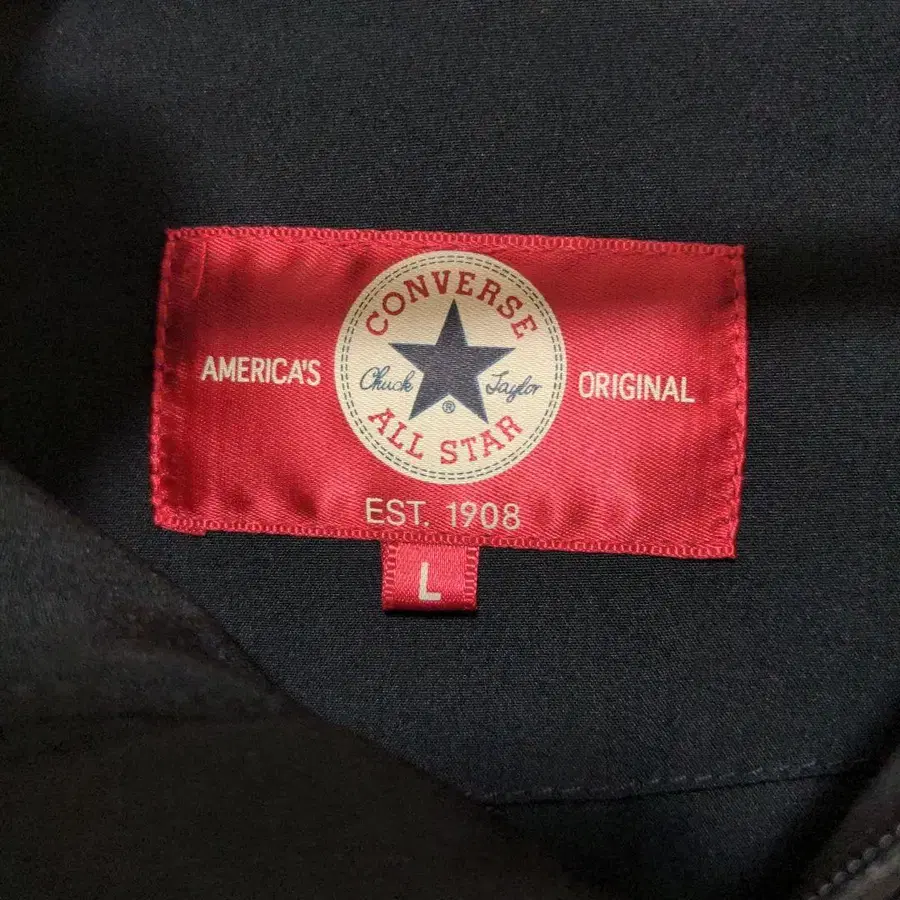 CONVERSE
AMERICA'S Chuck Taylor ORIGINAL
®
ALL STAR
EST. 1908
L